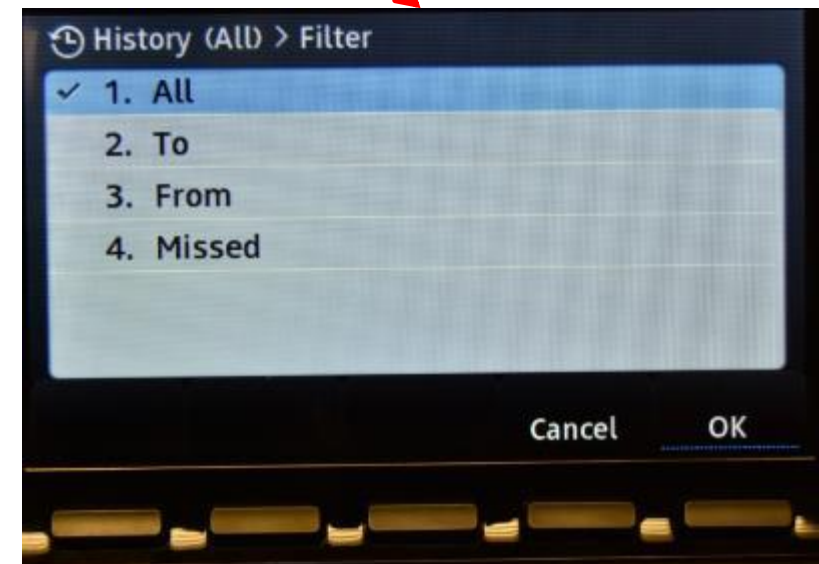 History (All) > Filter
✓ 1. All
2. To
3. From
4. Missed
Cancel OK